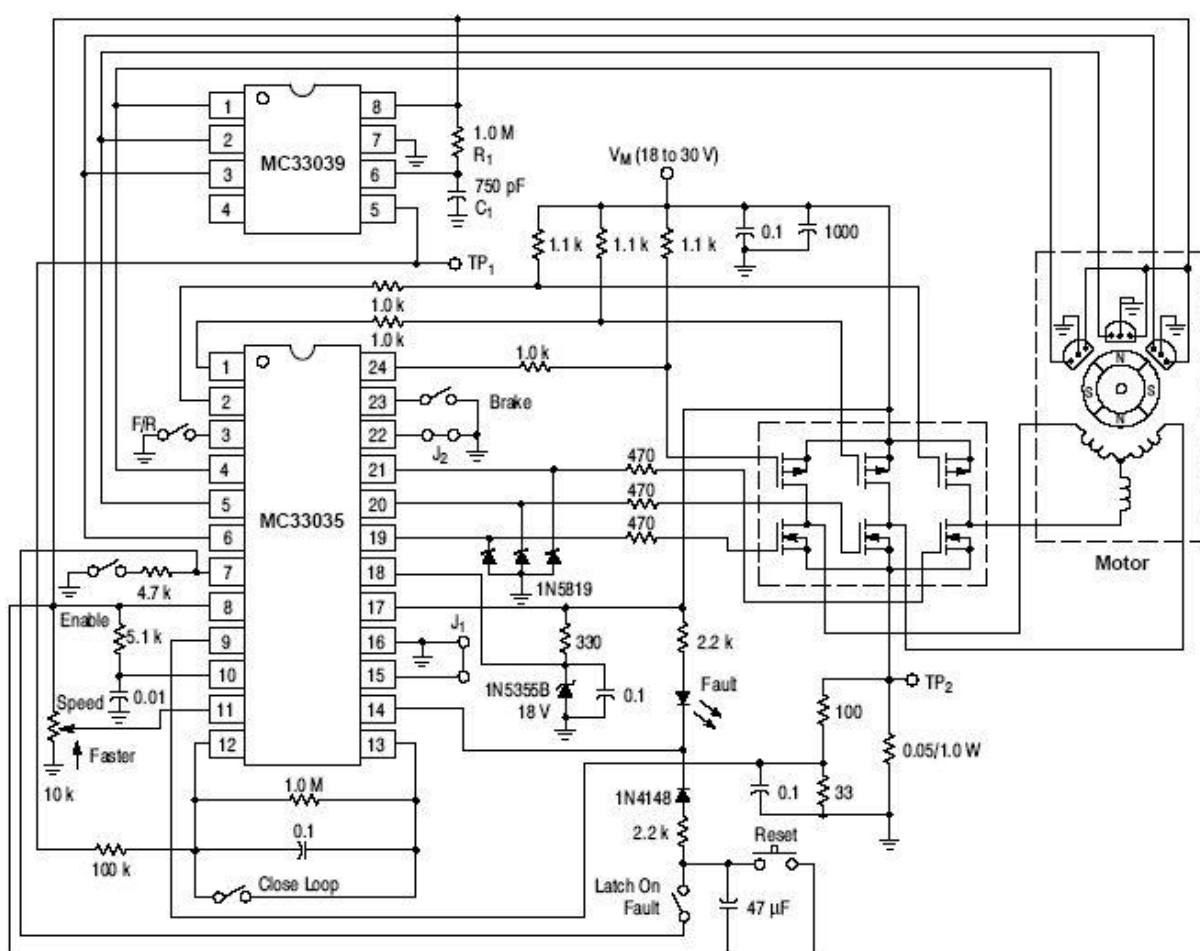 1
8
2
7
MC33039
3
6
4
5
1.0 M
R1
750 pF
C1
VM (18 to 30 V)
1.1 k
1.1 k
1.1 k
0.1
1000
TP1
1.0 k
1.0 k
1.0 k
1
24
2
23
Brake
F/R
3
22
J2
4
21
470
5
20
470
MC33035
6
19
470
7
18
4.7 k
1N5819
8
17
Enable
5.1 k
9
16
J1
330
2.2 k
10
15
Speed
0.01
1N5355B
18 V
0.1
Fault
11
14
12
13
Faster
10 k
N
S
S
N
Motor
TP2
100
0.05/1.0 W
0.1
33
1.0 M
1N4148
0.1
2.2 k
Reset
100 k
Close Loop
Latch On
Fault
47 µF